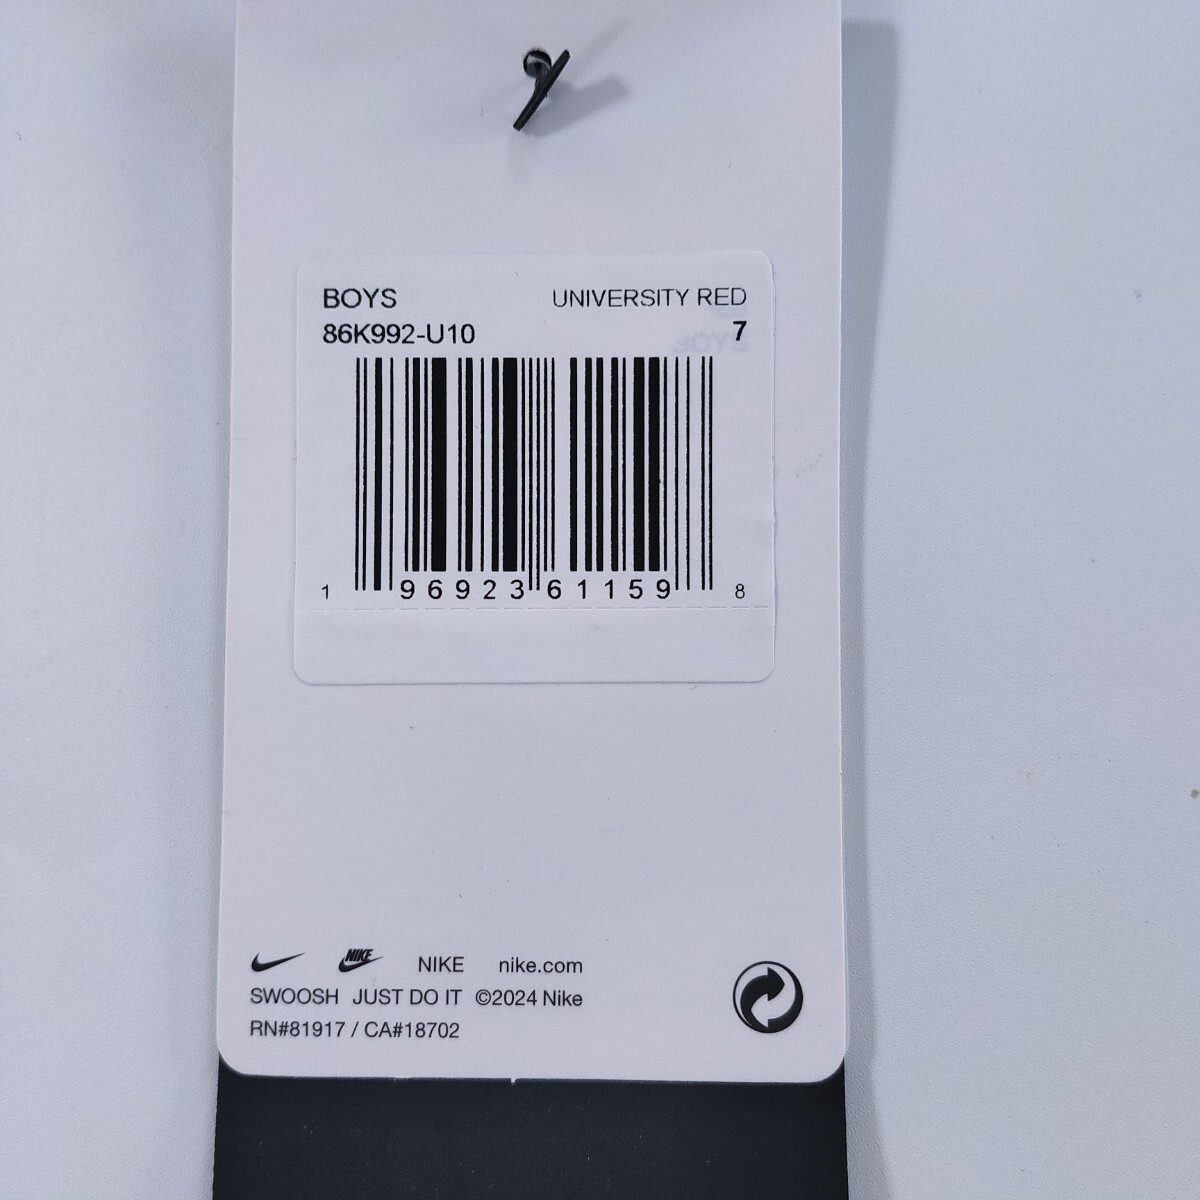 BOYS UNIVERSITY RED
86K992-U10 7
1 96923 61159 8
NIKE NIKE nike.com
SWOOSH JUST DO IT ©2024 Nike
RN#81917 / CA#18702